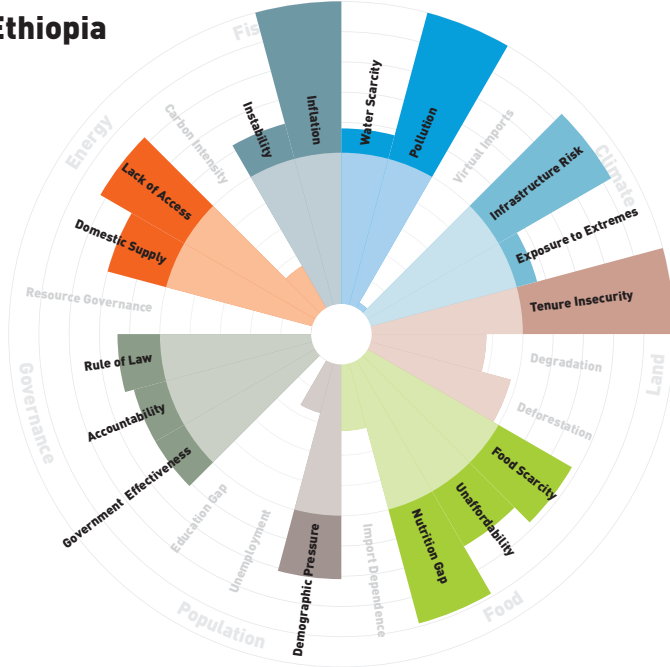 Ethiopia
Fis
Inflation
Water Scarcity
Pollution
Virtual Imports
Climate
Infrastructure Risk
Exposure to Extremes
Tenure Insecurity
Land
Degradation
Deforestation
Food Scarcity
Unaffordability
Nutrition Gap
Food
Import Dependence
Demographic Pressure
Unemployment
Population
Education Gap
Government Effectiveness
Accountability
Rule of Law
Governance
Resource Governance
Domestic Supply
Lack of Access
Energy
Carbon Intensity
Instability